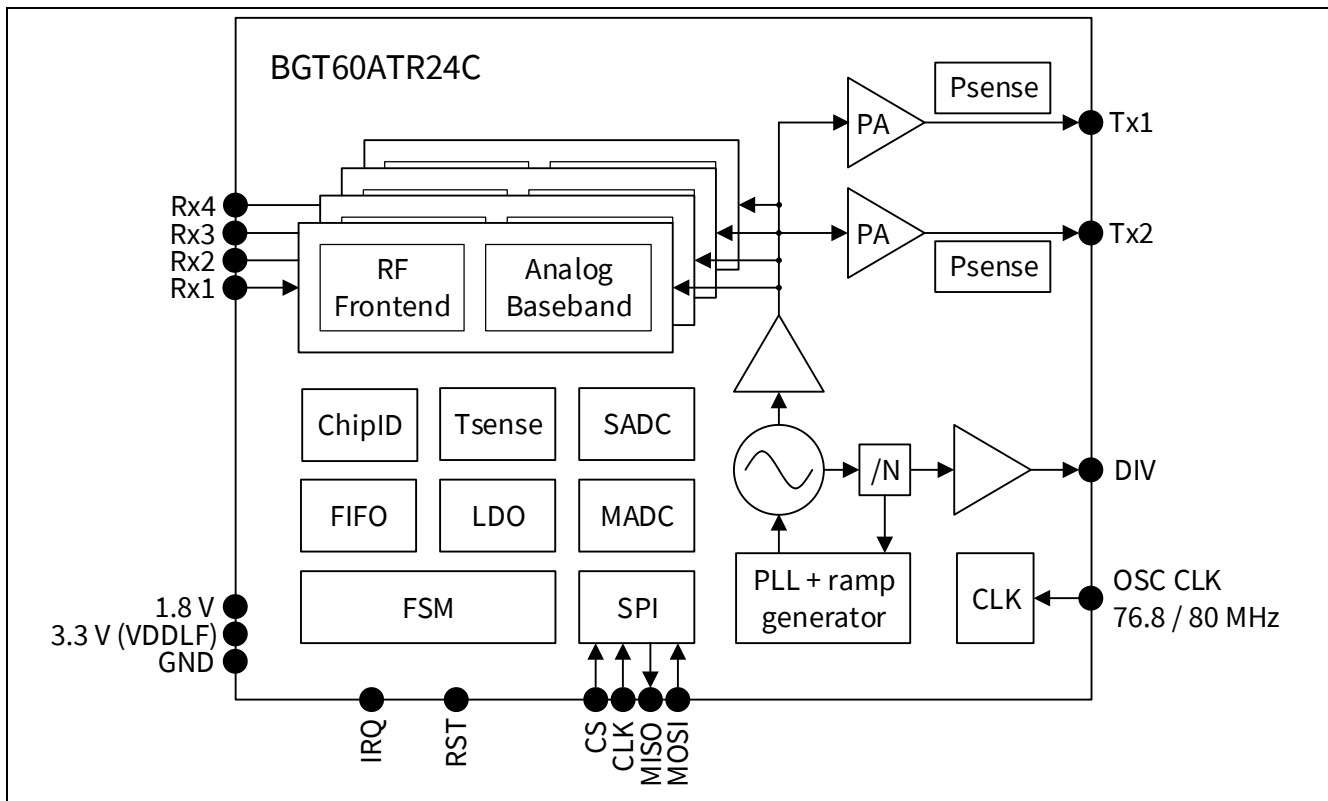 BGT60ATR24C
Psense
PA
Tx1
Rx4
Rx3
Rx2
Rx1
PA
Tx2
Psense
RF
Frontend
Analog
Baseband
ChipID
Tsense
SADC
/N
DIV
FIFO
LDO
MADC
PLL + ramp
generator
CLK
OSC CLK
76.8 / 80 MHz
FSM
SPI
1.8 V
3.3 V (VDDLF)
GND
IRQ
RST
CS
CLK
MISO
MOSI